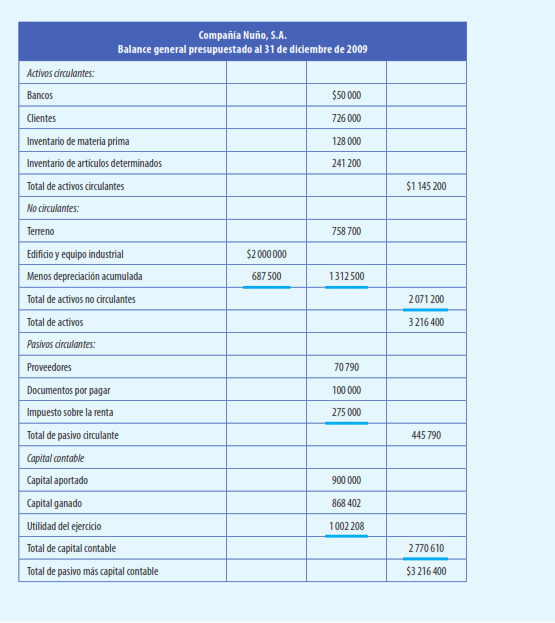 Compañía Nuño, S.A.
Balance general presupuestado al 31 de diciembre de 2009
Activos circulantes:
Bancos $50 000
Clientes 726 000
Inventario de materia prima 128 000
Inventario de artículos determinados 241 200
Total de activos circulantes $1 145 200
No circulantes:
Terreno 758 700
Edificio y equipo industrial $2 000 000
Menos depreciación acumulada 687 500 1 312 500
Total de activos no circulantes 2 071 200
Total de activos 3 216 400
Pasivos circulantes:
Proveedores 70 790
Documentos por pagar 100 000
Impuesto sobre la renta 275 000
Total de pasivo circulante 445 790
Capital contable
Capital aportado 900 000
Capital ganado 868 402
Utilidad del ejercicio 1 002 208
Total de capital contable 2 770 610
Total de pasivo más capital contable $3 216 400